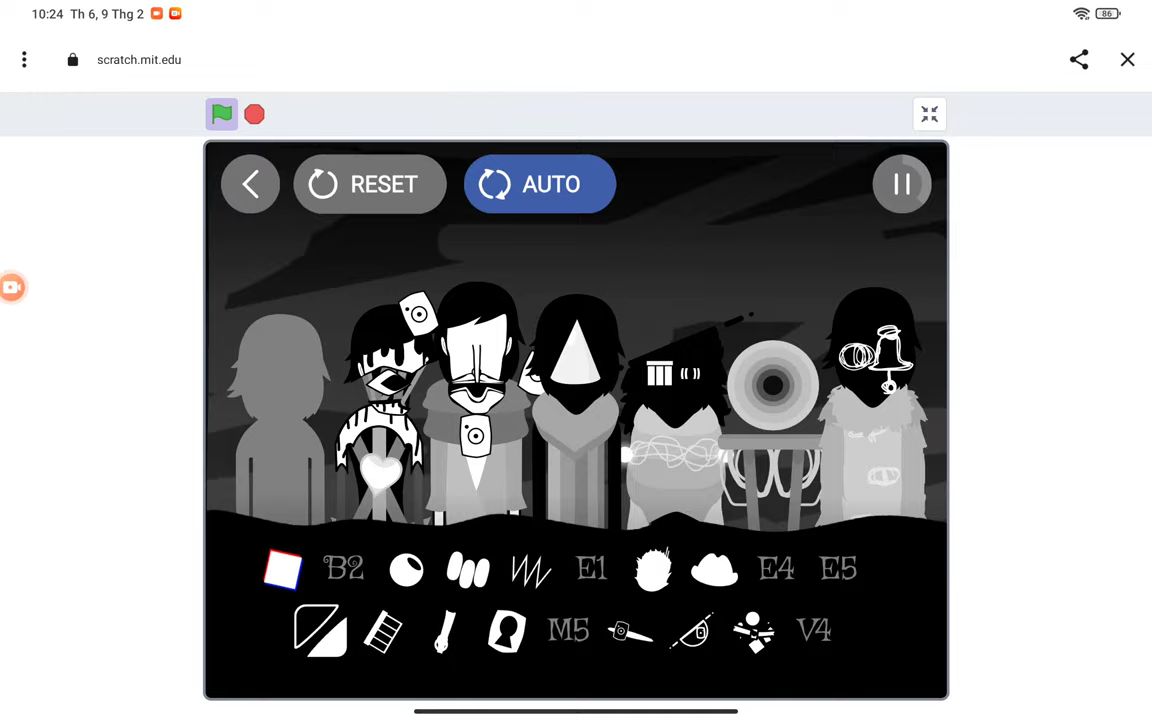 10:24 Th 6, 9 Thg 2 86
scratch.mit.edu
RESET AUTO
B2 E1 E4 E5
M5 V4